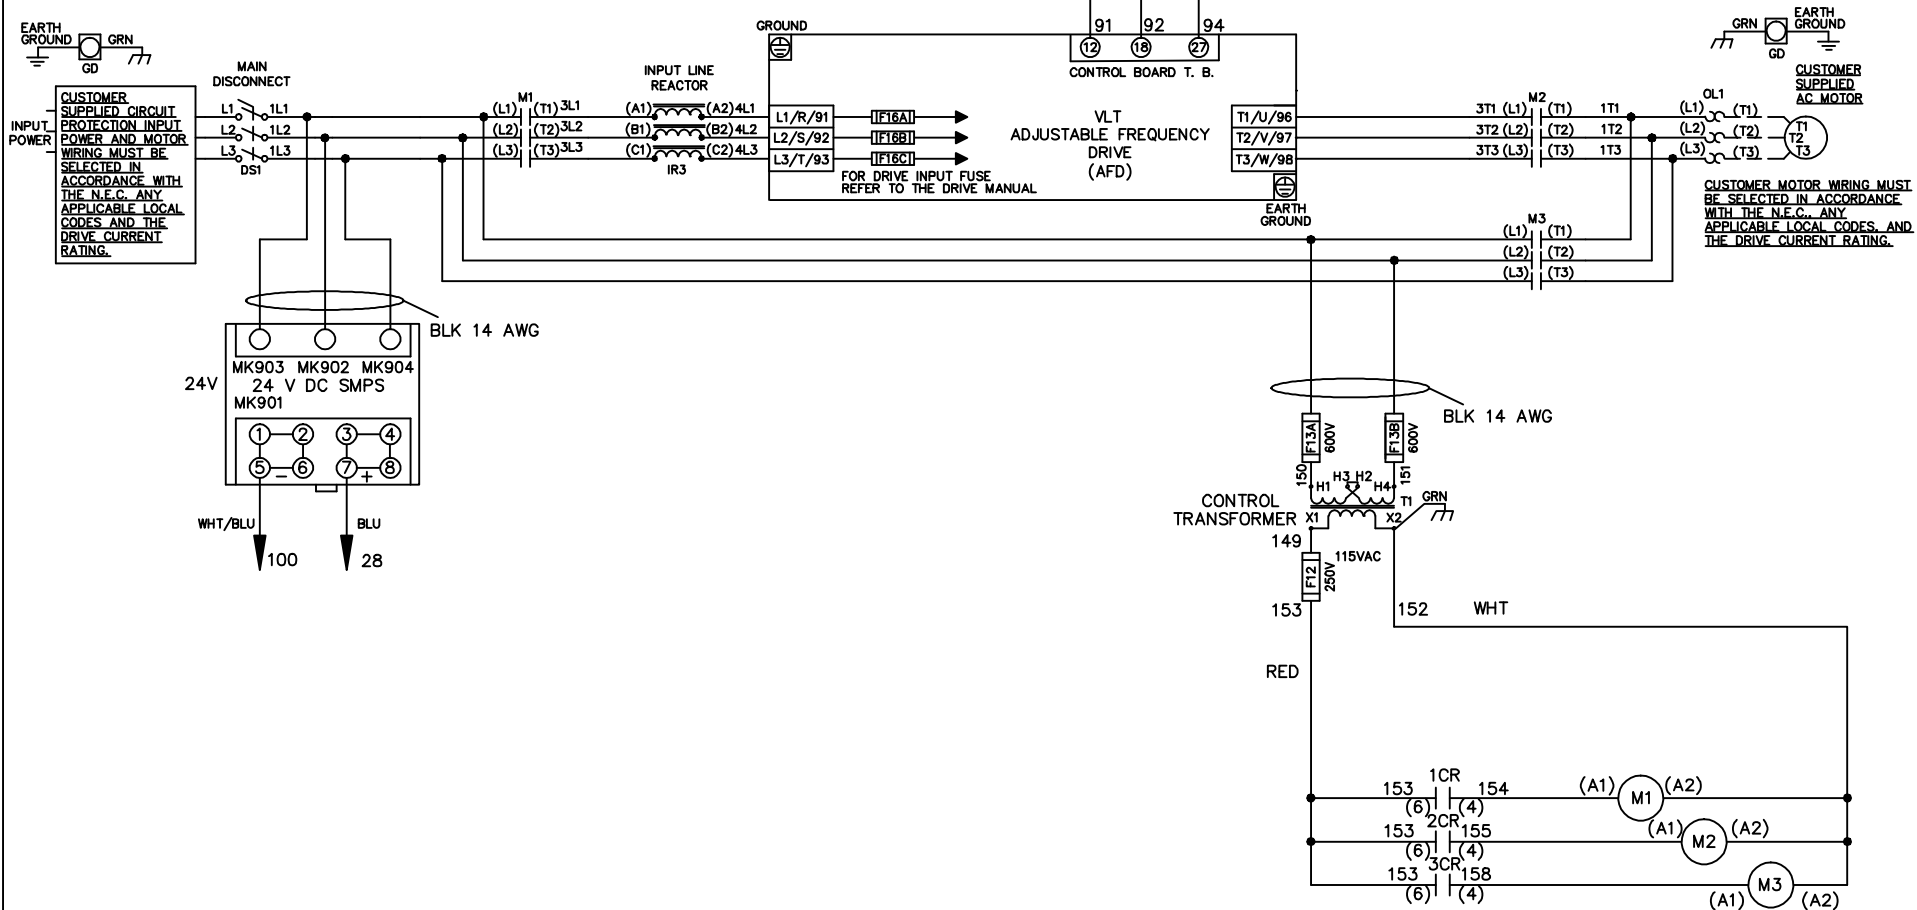 EARTH
GROUND
GRN
GD
MAIN
DISCONNECT
INPUT
POWER
CUSTOMER
SUPPLIED CIRCUIT
PROTECTION INPUT
POWER AND MOTOR
WIRING MUST BE
SELECTED IN
ACCORDANCE WITH
THE N.E.C. ANY
APPLICABLE LOCAL
CODES AND THE
DRIVE CURRENT
RATING.
L1 1L1
L2 1L2
L3 1L3
DS1
M1
(L1) (T1) 3L1
(L2) (T2) 3L2
(L3) (T3) 3L3
INPUT LINE
REACTOR
(A1) (A2) 4L1
(B1) (B2) 4L2
(C1) (C2) 4L3
IR3
GROUND
91 92 94
12 18 27
CONTROL BOARD T. B.
L1/R/91
L2/S/92
L3/T/93
F16A
F16B
F16C
FOR DRIVE INPUT FUSE
REFER TO THE DRIVE MANUAL
VLT
ADJUSTABLE FREQUENCY
DRIVE
(AFD)
T1/U/96
T2/V/97
T3/W/98
EARTH
GROUND
M2
3T1 (L1) (T1) 1T1
3T2 (L2) (T2) 1T2
3T3 (L3) (T3) 1T3
M3
(L1) (T1)
(L2) (T2)
(L3) (T3)
GRN
GD
EARTH
GROUND
CUSTOMER
SUPPLIED
AC MOTOR
OL1
(L1) (T1)
(L2) (T2)
(L3) (T3)
T1
T2
T3
CUSTOMER MOTOR WIRING MUST
BE SELECTED IN ACCORDANCE
WITH THE N.E.C., ANY
APPLICABLE LOCAL CODES, AND
THE DRIVE CURRENT RATING.
BLK 14 AWG
MK903 MK902 MK904
24V
24 V DC SMPS
MK901
1 2 3 4
5 − 6 7 + 8
WHT/BLU
BLU
100
28
BLK 14 AWG
F13A
600V
F13B
600V
150
151
H1 H3 H2 H4
T1
CONTROL
TRANSFORMER
X1 X2
GRN
149
115VAC
F12
250V
153
152
WHT
RED
1CR
153 154
(6) (4)
(A1) M1 (A2)
2CR
153 155
(6) (4)
(A1) M2 (A2)
3CR
153 158
(6) (4)
(A1) M3 (A2)